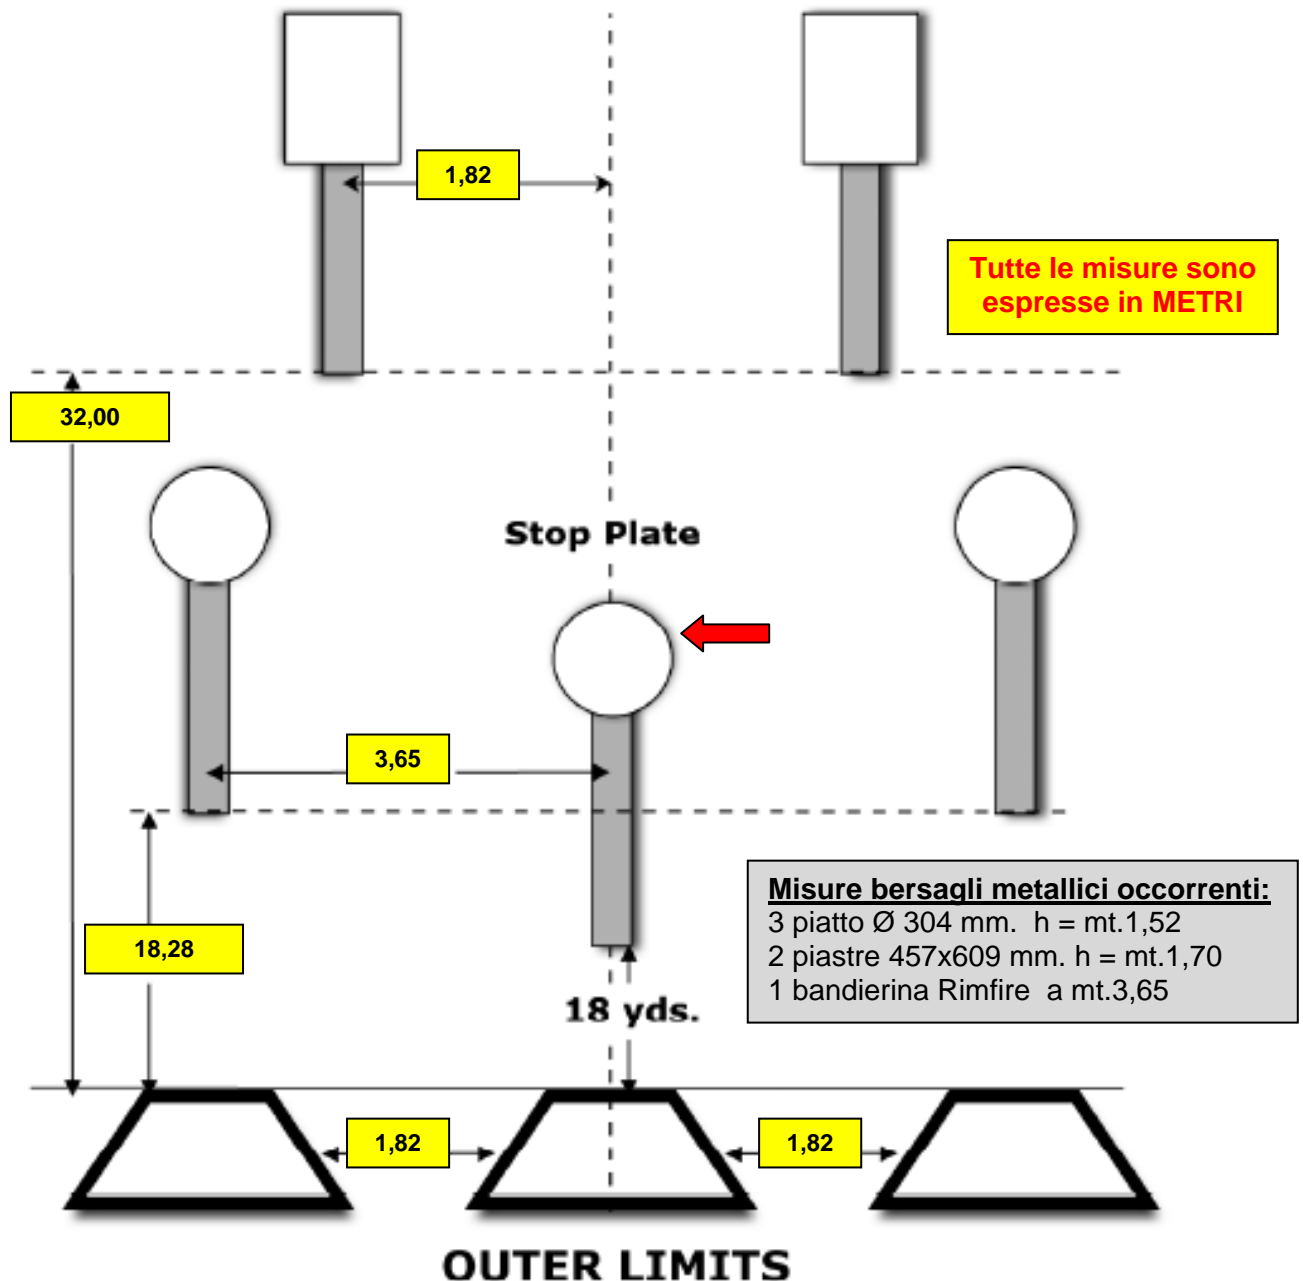 1,82
Tutte le misure sono
espresse in METRI
32,00
Stop Plate
3,65
Misure bersagli metallici occorrenti:
3 piatto Ø 304 mm.  h = mt.1,52
2 piastre 457x609 mm. h = mt.1,70
1 bandierina Rimfire  a mt.3,65
18,28
18 yds.
1,82
1,82
OUTER LIMITS